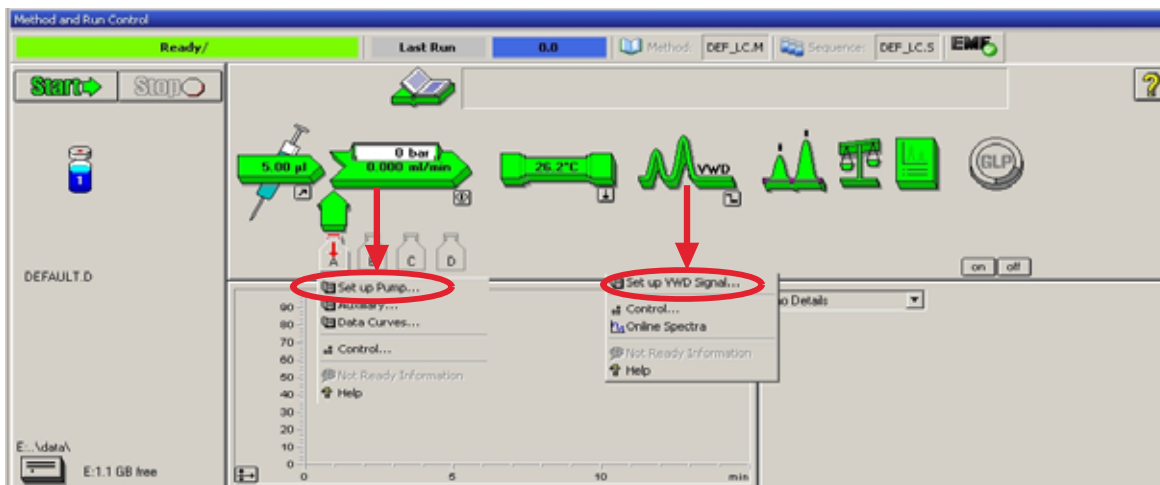 Method and Run Control
Ready/ Last Run 0.0 Method: DEF_LC.M Sequence: DEF_LC.S EMF
Start Stop
?
5.00 µl
0 bar
0.000 ml/min
26.2°C
VWD
GLP
1
A B C D
on off
DEFAULT.D
Set up Pump...
Auxiliary...
Data Curves...
Control...
Not Ready Information
Help
Set up VWD Signal...
Control...
Online Spectra
Not Ready Information
Help
o Details
90
80
70
60
50
40
30
20
10
0
0 5 10 min
E:..\data\
E:1.1 GB free